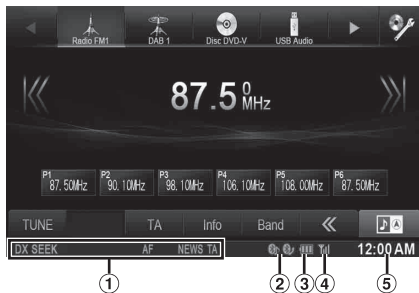 Radio FM1 DAB 1 Disc DVD-V USB Audio
87.5 0 MHz
P1 87. 50MHz P2 90. 10MHz P3 98. 10MHz P4 106. 10MHz P5 108. 00MHz P6 87. 50MHz
TUNE TA Info Band
DX SEEK AF NEWS TA 12:00 AM
1 2 3 4 5